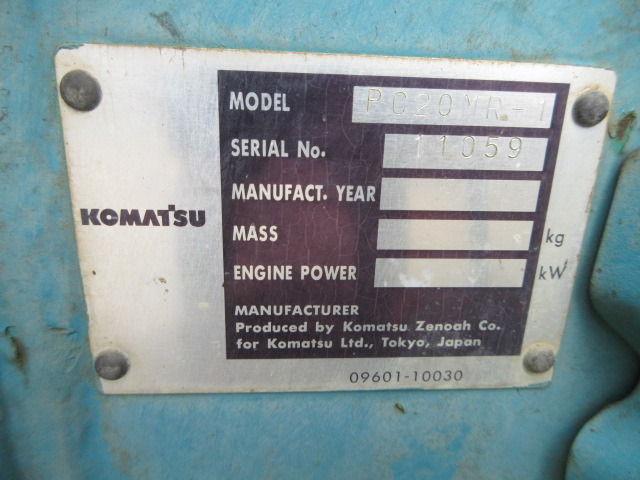 KOMATSU
MODEL PC20MR-1
SERIAL No. 11059
MANUFACT. YEAR
MASS kg
ENGINE POWER kW
MANUFACTURER
Produced by Komatsu Zenoah Co.
for Komatsu Ltd., Tokyo, Japan
09601-10030